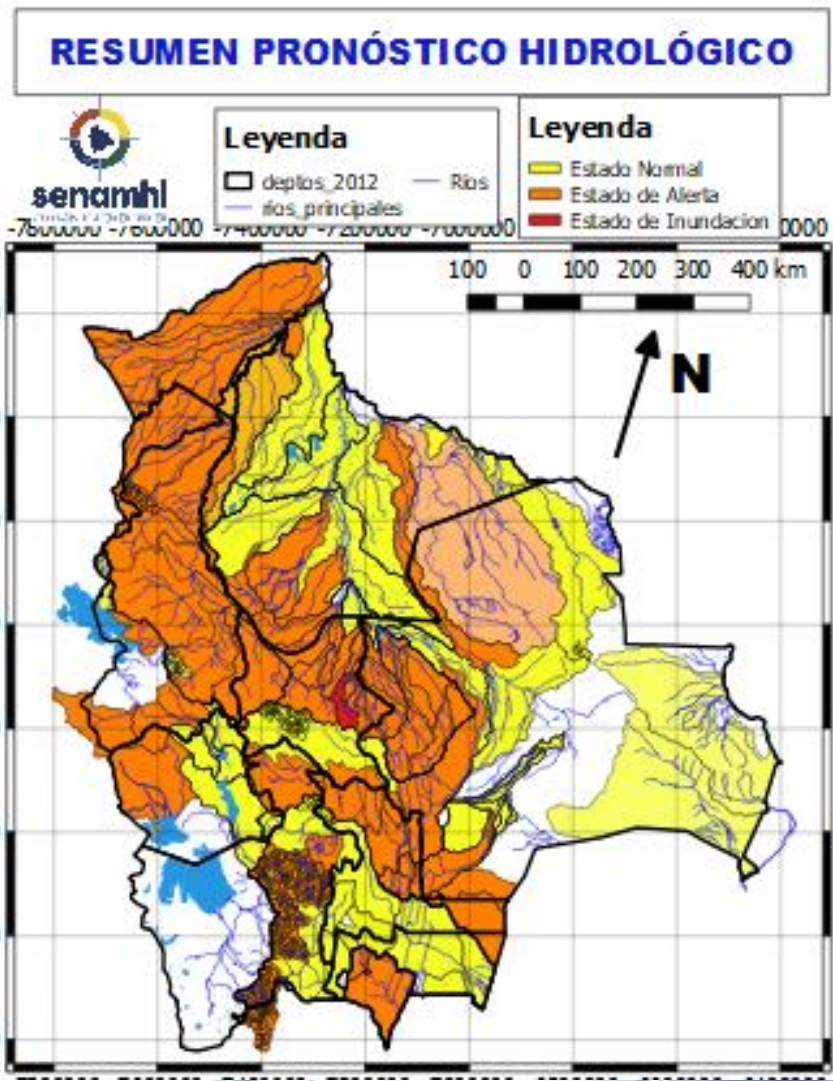 RESUMEN PRONÓSTICO HIDROLÓGICO
senamhi
Leyenda
deptos_2012
Rios
rios_principales
Leyenda
Estado Normal
Estado de Alerta
Estado de Inundacion
-7800000 -7600000 -7400000 -7200000 -7000000
100 0 100 200 300 400 km
N